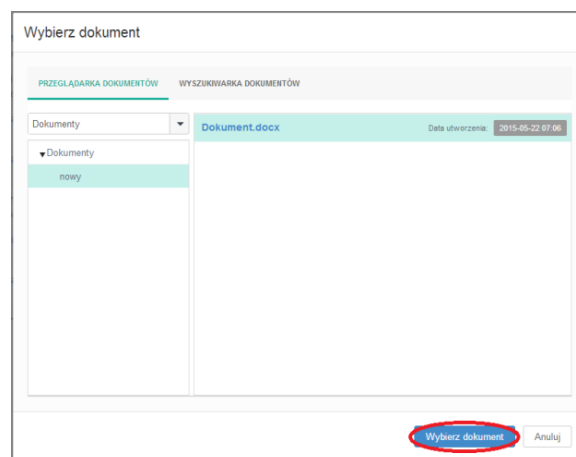 Wybierz dokument
PRZEGLĄDARKA DOKUMENTÓW WYSZUKIWARKA DOKUMENTÓW
Dokumenty
Dokument.docx Data utworzenia: 2015-05-22 07:06
Dokumenty
nowy
Wybierz dokument Anuluj